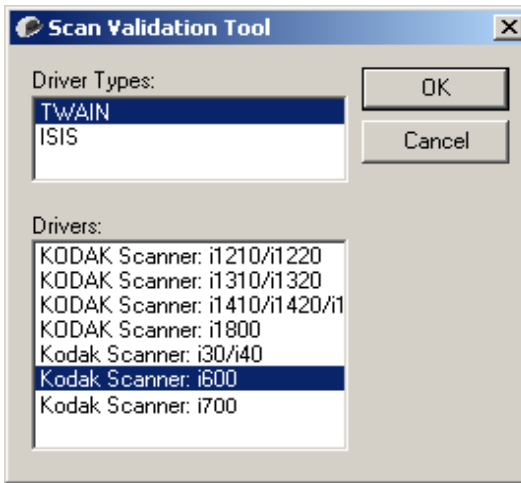 Scan Validation Tool
Driver Types:
TWAIN
ISIS
OK
Cancel
Drivers:
KODAK Scanner: i1210/i1220
KODAK Scanner: i1310/i1320
KODAK Scanner: i1410/i1420/i1
KODAK Scanner: i1800
Kodak Scanner: i30/i40
Kodak Scanner: i600
Kodak Scanner: i700